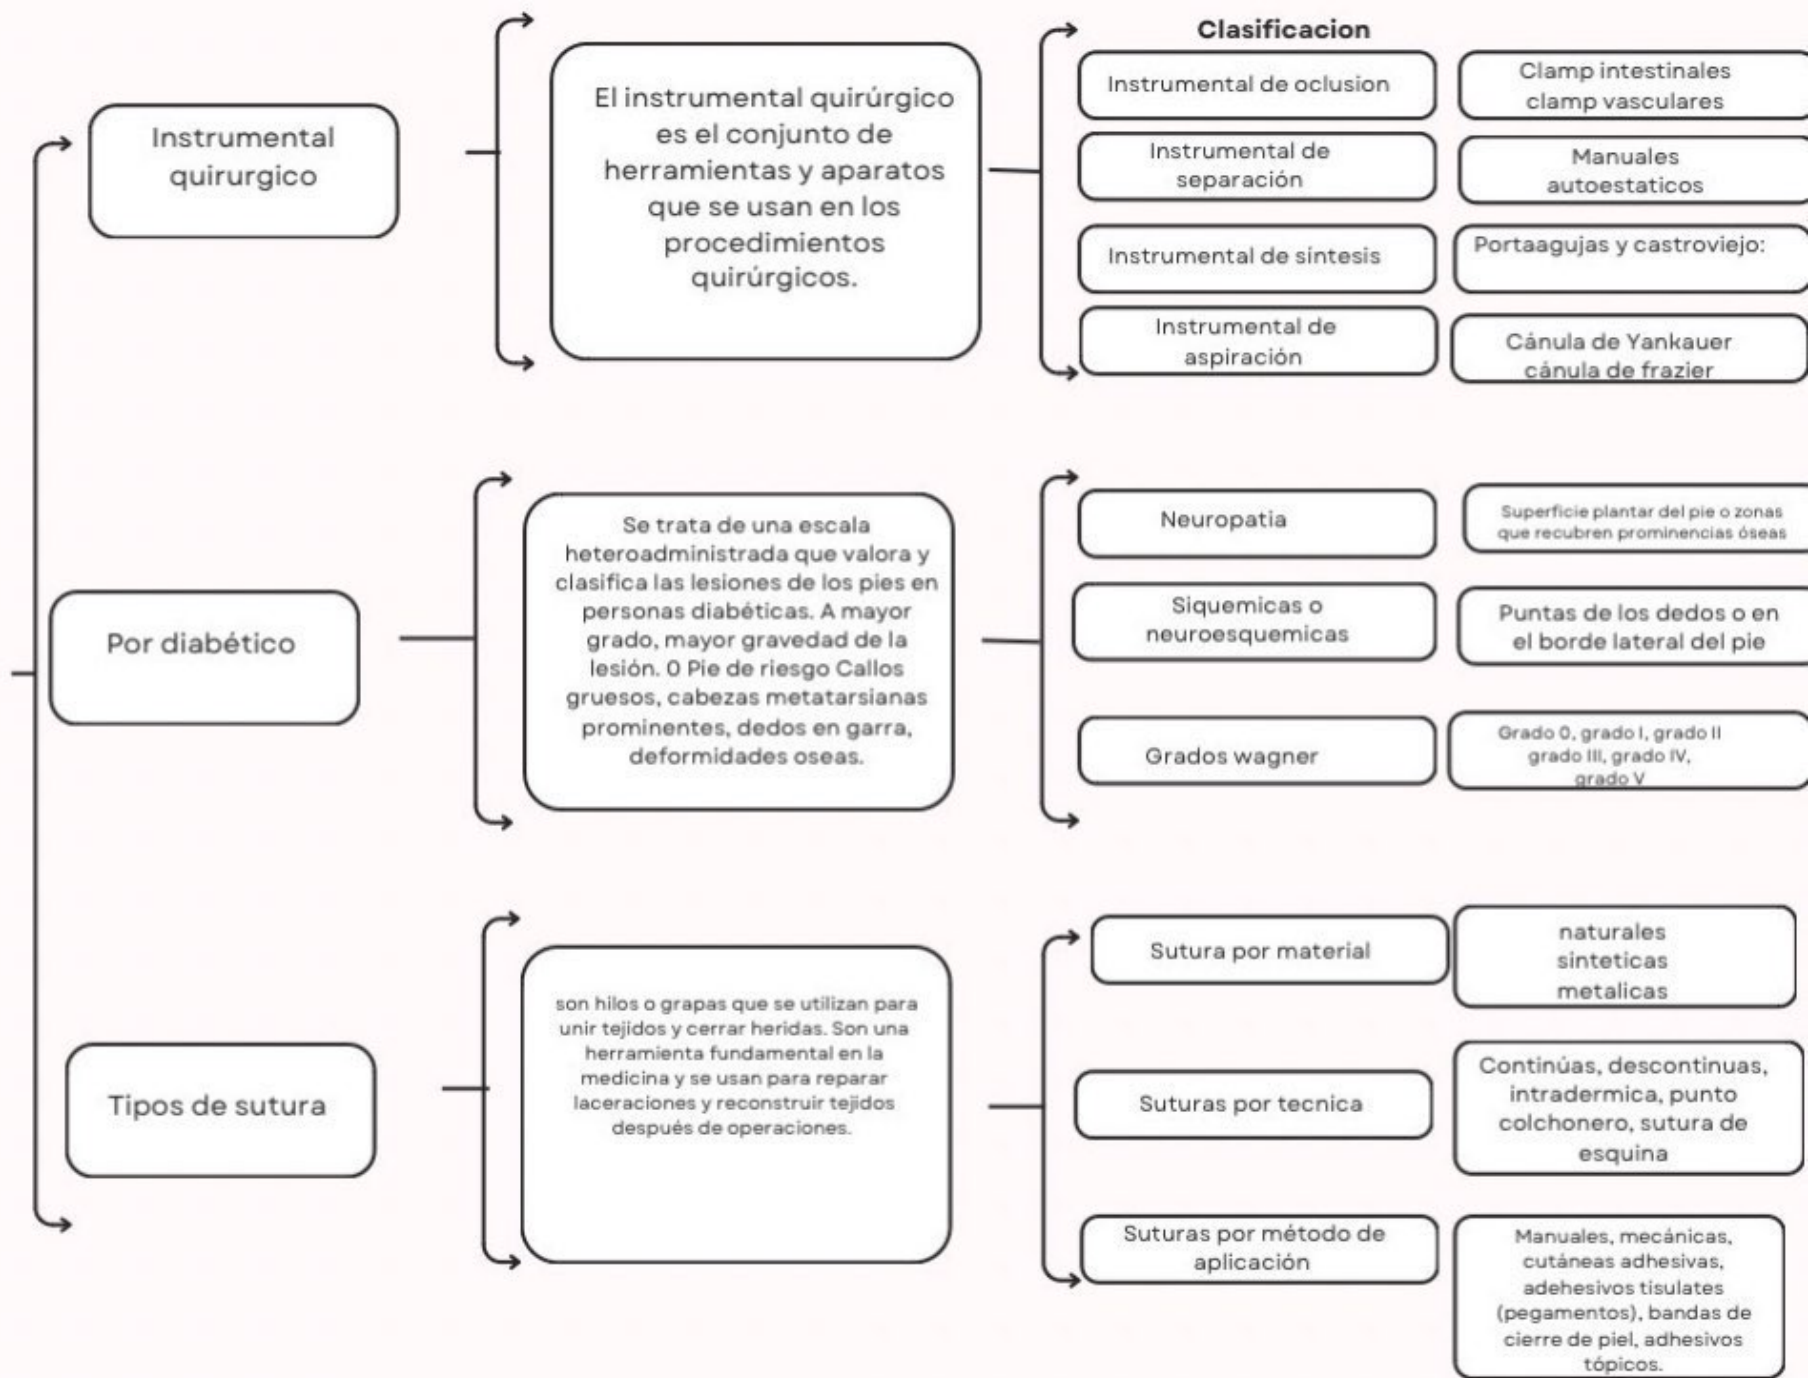 Instrumental
quirurgico
El instrumental quirúrgico
es el conjunto de
herramientas y aparatos
que se usan en los
procedimientos
quirúrgicos.
Clasificacion
Instrumental de oclusion
Clamp intestinales
clamp vasculares
Instrumental de
separación
Manuales
autoestaticos
Instrumental de síntesis
Portaagujas y castroviejo:
Instrumental de
aspiración
Cánula de Yankauer
cánula de frazier
Por diabético
Se trata de una escala
heteroadministrada que valora y
clasifica las lesiones de los pies en
personas diabéticas. A mayor
grado, mayor gravedad de la
lesión. 0 Pie de riesgo Callos
gruesos, cabezas metatarsianas
prominentes, dedos en garra,
deformidades oseas.
Neuropatia
Superficie plantar del pie o zonas
que recubren prominencias óseas
Siquemicas o
neuroesquemicas
Puntas de los dedos o en
el borde lateral del pie
Grados wagner
Grado 0, grado I, grado II
grado III, grado IV,
grado V
Tipos de sutura
son hilos o grapas que se utilizan para
unir tejidos y cerrar heridas. Son una
herramienta fundamental en la
medicina y se usan para reparar
laceraciones y reconstruir tejidos
después de operaciones.
Sutura por material
naturales
sinteticas
metalicas
Suturas por tecnica
Continúas, descontinuas,
intradermica, punto
colchonero, sutura de
esquina
Suturas por método de
aplicación
Manuales, mecánicas,
cutáneas adhesivas,
adehesivos tisulates
(pegamentos), bandas de
cierre de piel, adhesivos
tópicos.